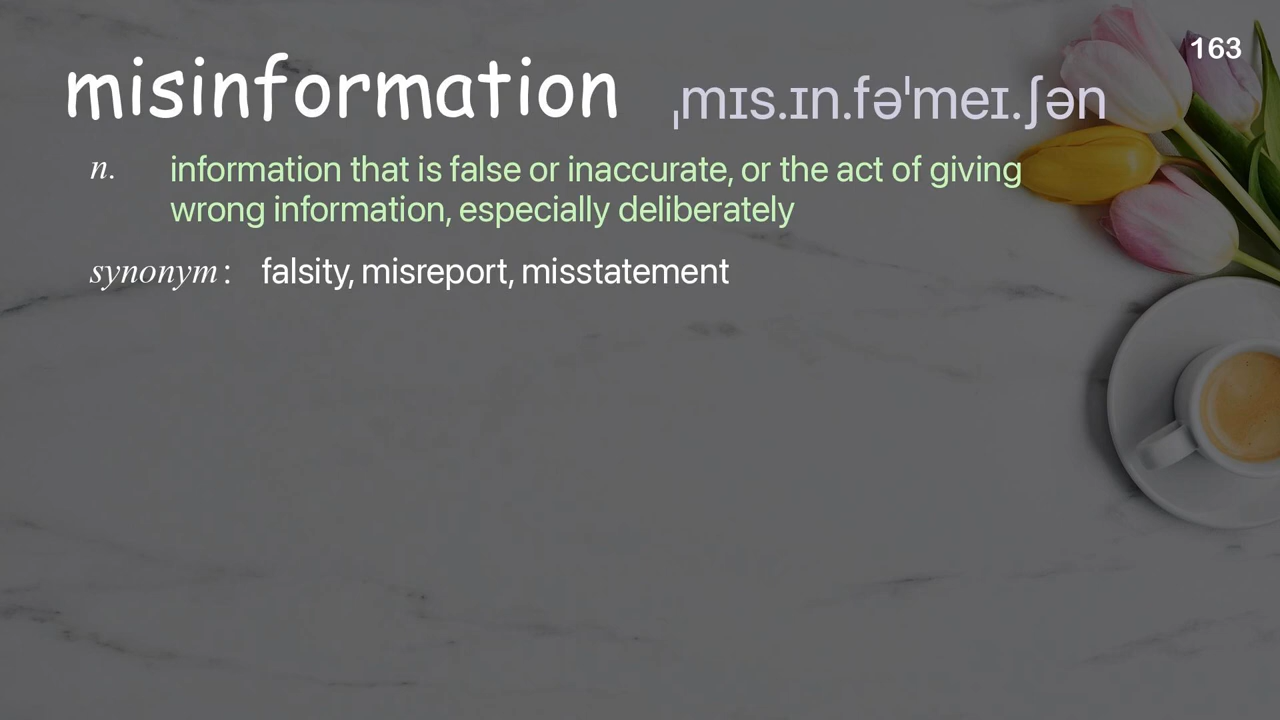 163
misinformation ˌmɪs.ɪn.fəˈmeɪ.ʃən
n. information that is false or inaccurate, or the act of giving
wrong information, especially deliberately
synonym: falsity, misreport, misstatement